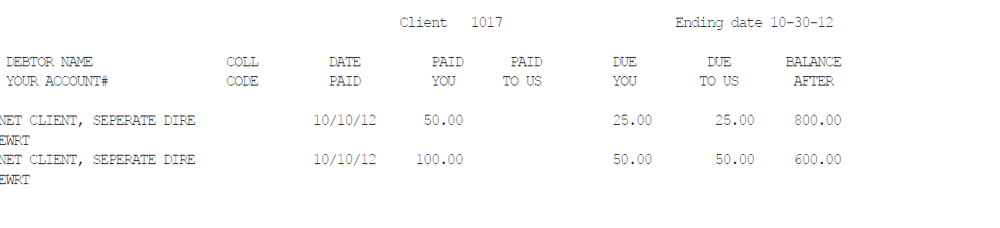 Client 1017 Ending date 10-30-12
DEBTOR NAME COLL DATE PAID PAID DUE DUE BALANCE
YOUR ACCOUNT# CODE PAID YOU TO US YOU TO US AFTER
NET CLIENT, SEPERATE DIRE 10/10/12 50.00 25.00 25.00 800.00
EWRT
NET CLIENT, SEPERATE DIRE 10/10/12 100.00 50.00 50.00 600.00
EWRT